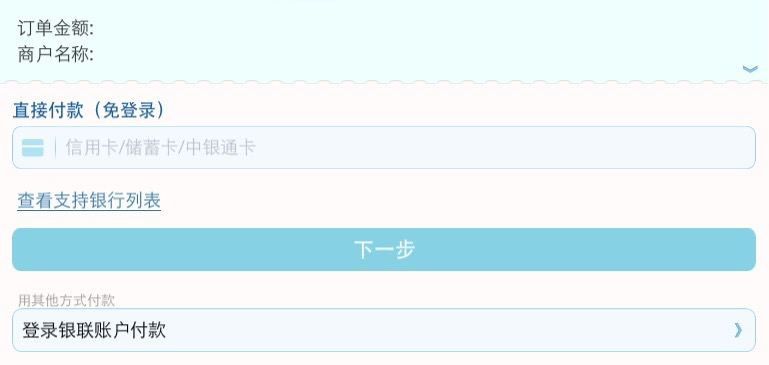 订单金额:
商户名称:
直接付款（免登录）
信用卡/储蓄卡/中银通卡
查看支持银行列表
下一步
用其他方式付款
登录银联账户付款